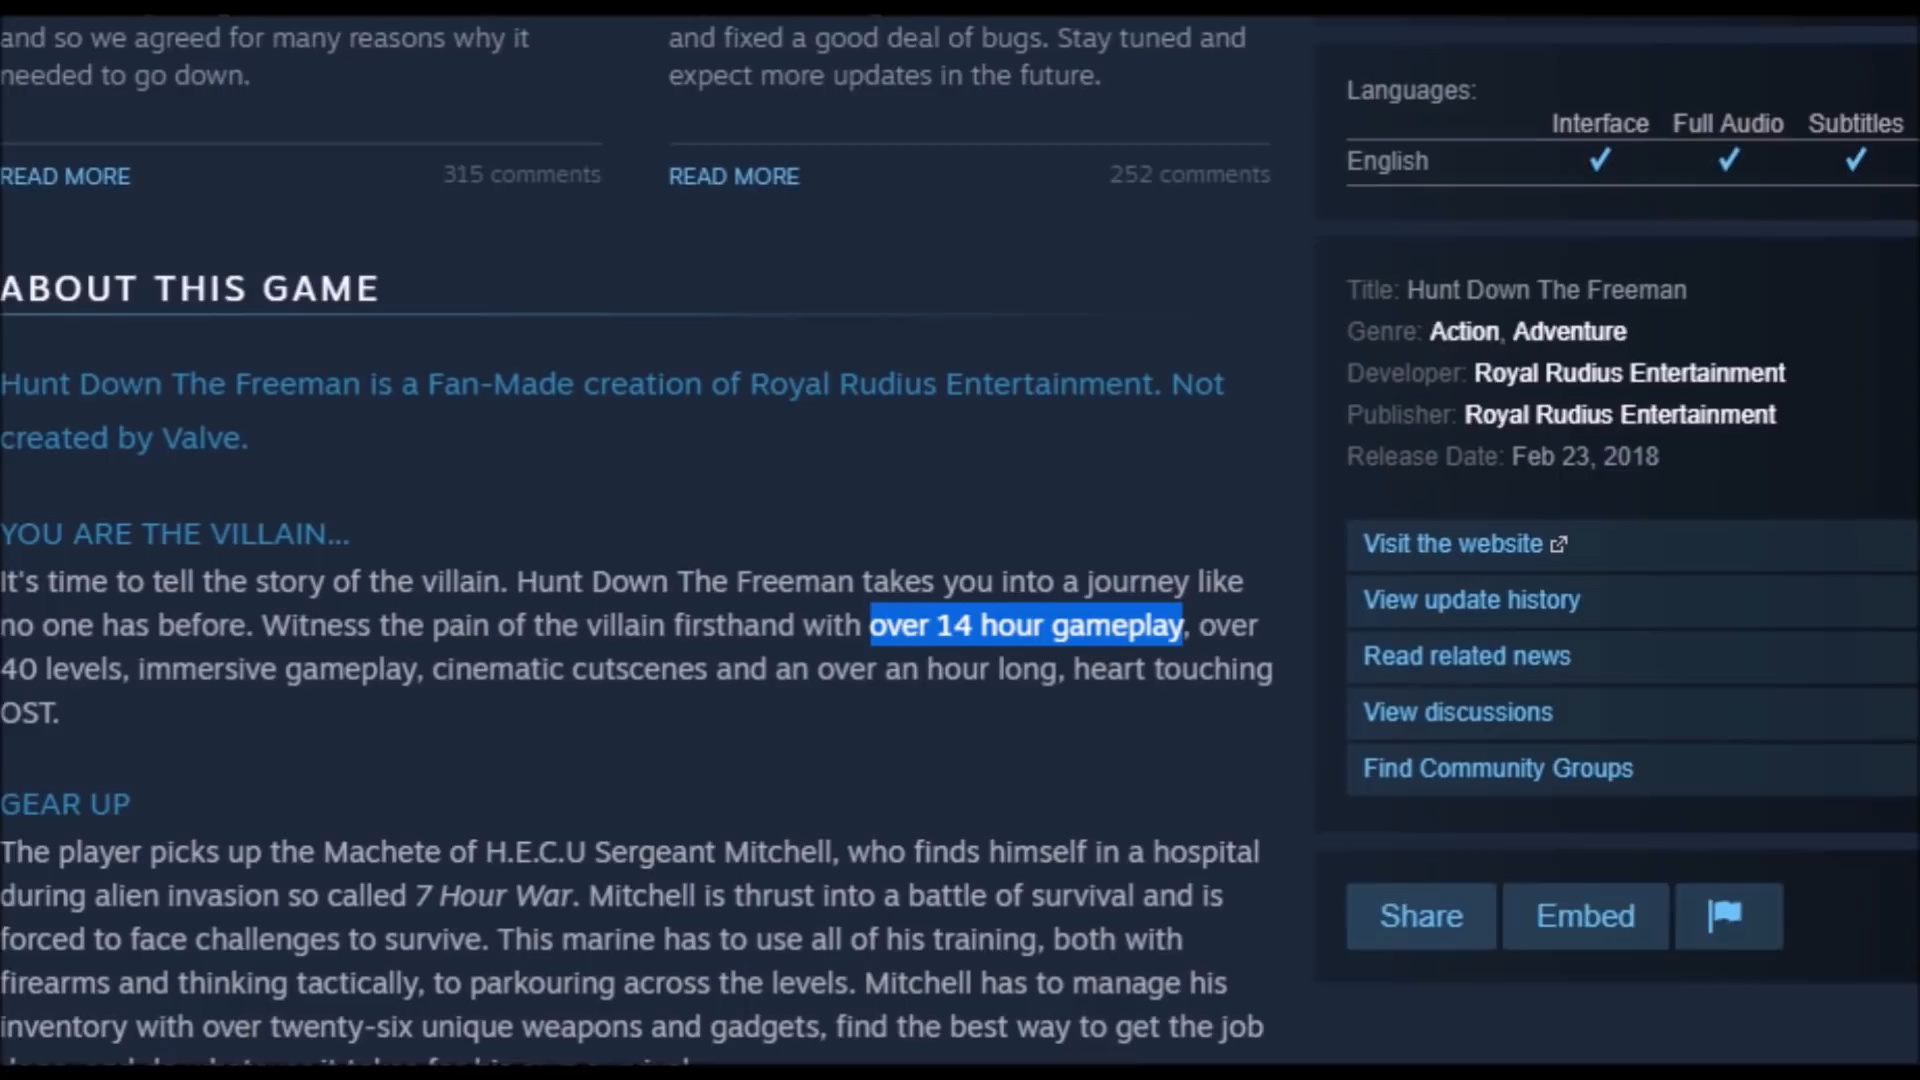 and so we agreed for many reasons why it
needed to go down.
READ MORE
315 comments
and fixed a good deal of bugs. Stay tuned and
expect more updates in the future.
READ MORE
252 comments
ABOUT THIS GAME
Hunt Down The Freeman is a Fan-Made creation of Royal Rudius Entertainment. Not
created by Valve.
YOU ARE THE VILLAIN...
It's time to tell the story of the villain. Hunt Down The Freeman takes you into a journey like
no one has before. Witness the pain of the villain firsthand with over 14 hour gameplay, over
40 levels, immersive gameplay, cinematic cutscenes and an over an hour long, heart touching
OST.
GEAR UP
The player picks up the Machete of H.E.C.U Sergeant Mitchell, who finds himself in a hospital
during alien invasion so called 7 Hour War. Mitchell is thrust into a battle of survival and is
forced to face challenges to survive. This marine has to use all of his training, both with
firearms and thinking tactically, to parkouring across the levels. Mitchell has to manage his
inventory with over twenty-six unique weapons and gadgets, find the best way to get the job
Languages:
Interface Full Audio Subtitles
English ✓ ✓ ✓
Title: Hunt Down The Freeman
Genre: Action, Adventure
Developer: Royal Rudius Entertainment
Publisher: Royal Rudius Entertainment
Release Date: Feb 23, 2018
Visit the website
View update history
Read related news
View discussions
Find Community Groups
Share
Embed